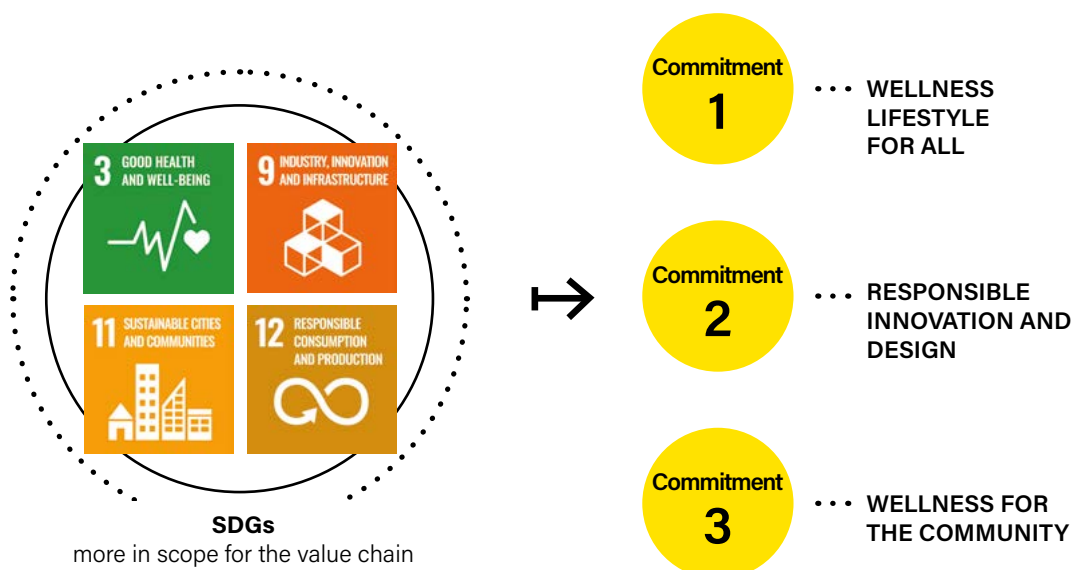 3 GOOD HEALTH
AND WELL-BEING
9 INDUSTRY, INNOVATION
AND INFRASTRUCTURE
11 SUSTAINABLE CITIES
AND COMMUNITIES
12 RESPONSIBLE
CONSUMPTION
AND PRODUCTION
SDGs
more in scope for the value chain
Commitment
1
WELLNESS
LIFESTYLE
FOR ALL
Commitment
2
RESPONSIBLE
INNOVATION AND
DESIGN
Commitment
3
WELLNESS FOR
THE COMMUNITY